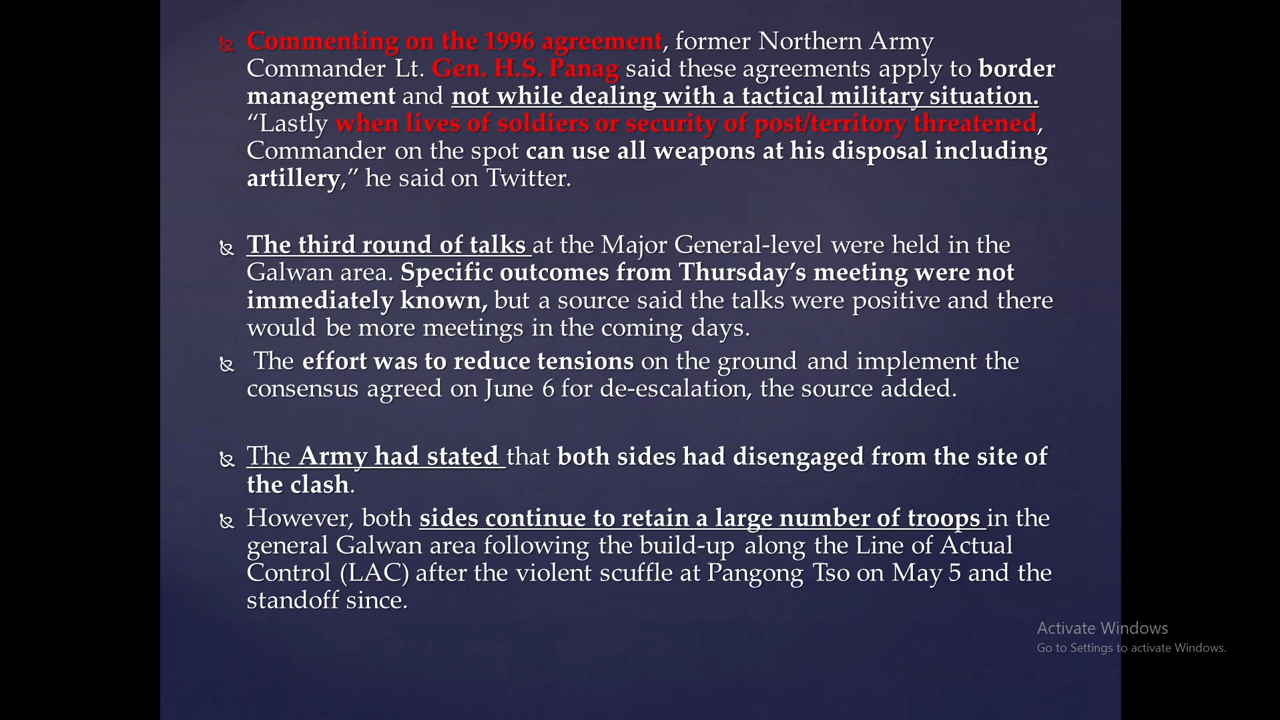 Commenting on the 1996 agreement, former Northern Army
Commander Lt. Gen. H.S. Panag said these agreements apply to border
management and not while dealing with a tactical military situation.
“Lastly when lives of soldiers or security of post/territory threatened,
Commander on the spot can use all weapons at his disposal including
artillery,” he said on Twitter.
The third round of talks at the Major General-level were held in the
Galwan area. Specific outcomes from Thursday’s meeting were not
immediately known, but a source said the talks were positive and there
would be more meetings in the coming days.
The effort was to reduce tensions on the ground and implement the
consensus agreed on June 6 for de-escalation, the source added.
The Army had stated that both sides had disengaged from the site of
the clash.
However, both sides continue to retain a large number of troops in the
general Galwan area following the build-up along the Line of Actual
Control (LAC) after the violent scuffle at Pangong Tso on May 5 and the
standoff since.
Activate Windows
Go to Settings to activate Windows.